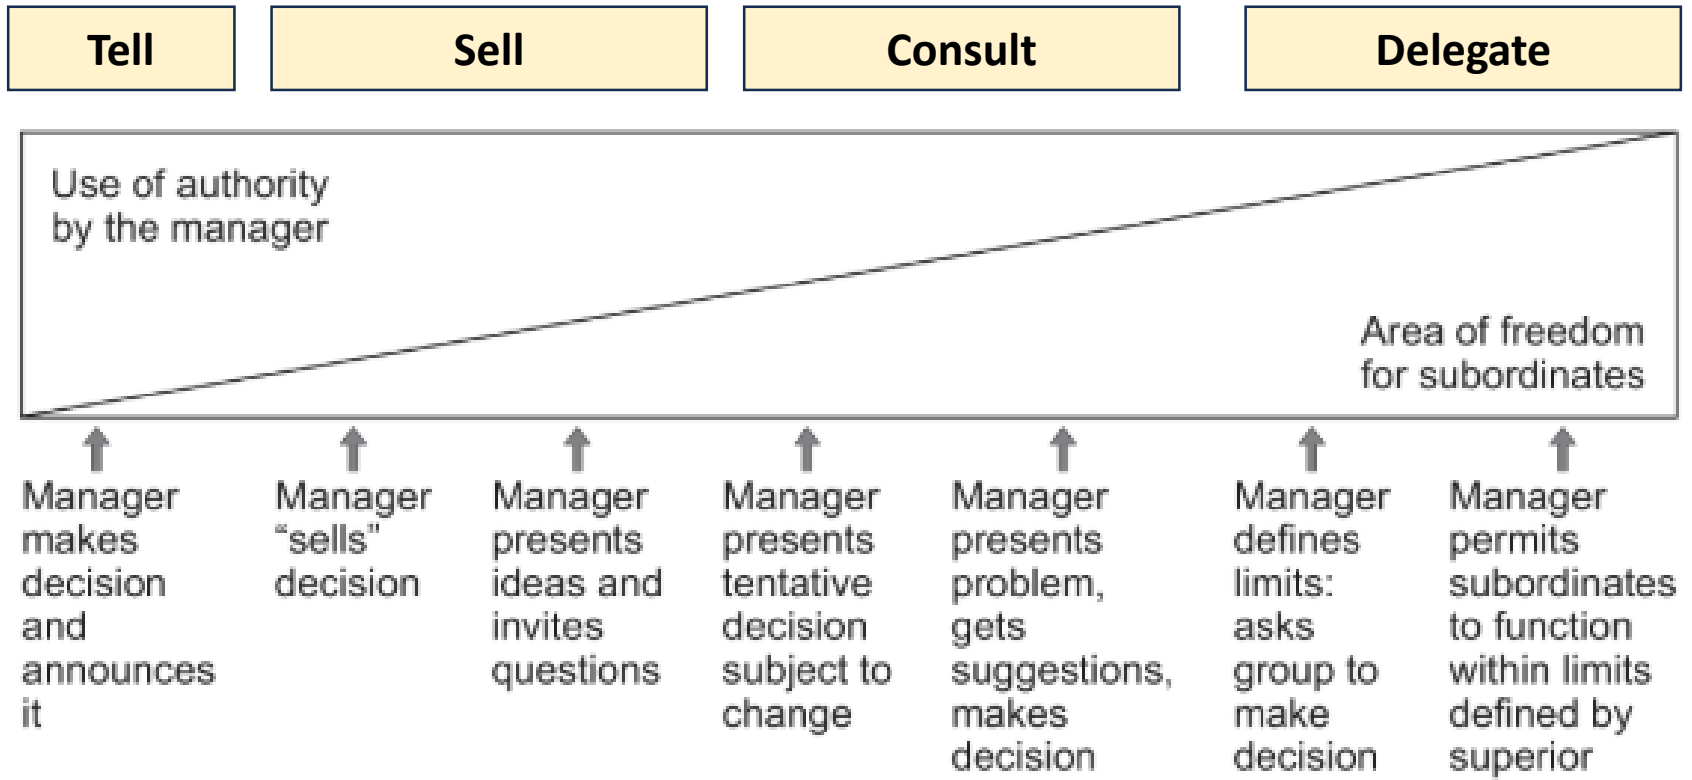 Tell
Sell
Consult
Delegate
Use of authority
by the manager
Area of freedom
for subordinates
Manager
makes
decision
and
announces
it
Manager
“sells”
decision
Manager
presents
ideas and
invites
questions
Manager
presents
tentative
decision
subject to
change
Manager
presents
problem,
gets
suggestions,
makes
decision
Manager
defines
limits:
asks
group to
make
decision
Manager
permits
subordinates
to function
within limits
defined by
superior